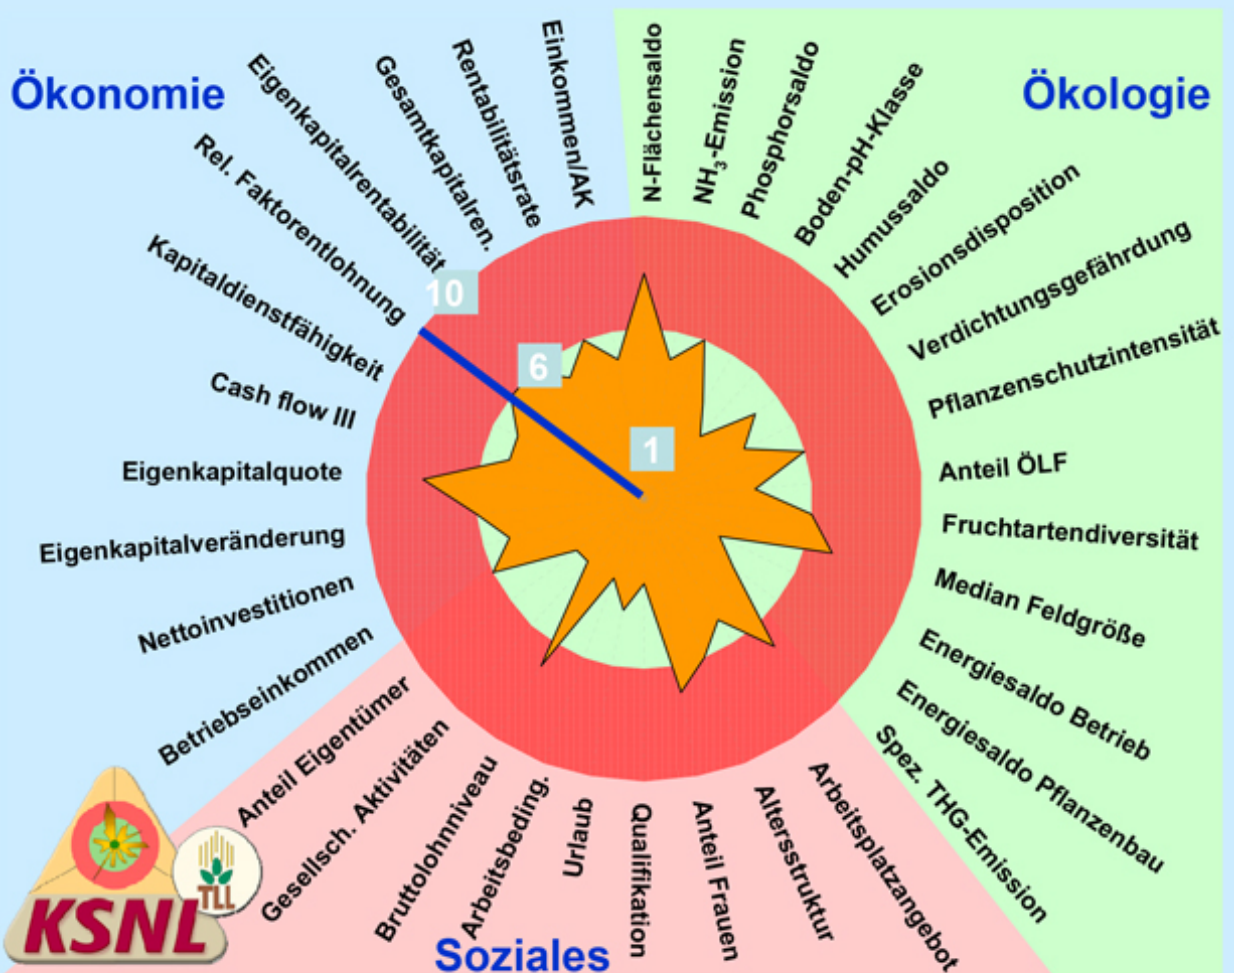 Ökonomie
Ökologie
Einkommen/AK
Rentabilitätsrate
Gesamtkapitalren.
Eigenkapitalrentabilität
Rel. Faktorentlohnung
Kapitaldienstfähigkeit
Cash flow III
Eigenkapitalquote
Eigenkapitalveränderung
Nettoinvestitionen
Betriebseinkommen
N-Flächensaldo
NH₃-Emission
Phosphorsaldo
Boden-pH-Klasse
Humussaldo
Erosionsdisposition
Verdichtungsgefährdung
Pflanzenschutzintensität
Anteil ÖLF
Fruchtartendiversität
Median Feldgröße
Energiesaldo Betrieb
Energiesaldo Pflanzenbau
Spez. THG-Emission
10
6
1
Anteil Eigentümer
Gesellsch. Aktivitäten
Bruttolohnniveau
Arbeitsbeding.
Urlaub
Qualifikation
Anteil Frauen
Altersstruktur
Arbeitsplatzangebot
Soziales
TLL
KSNL